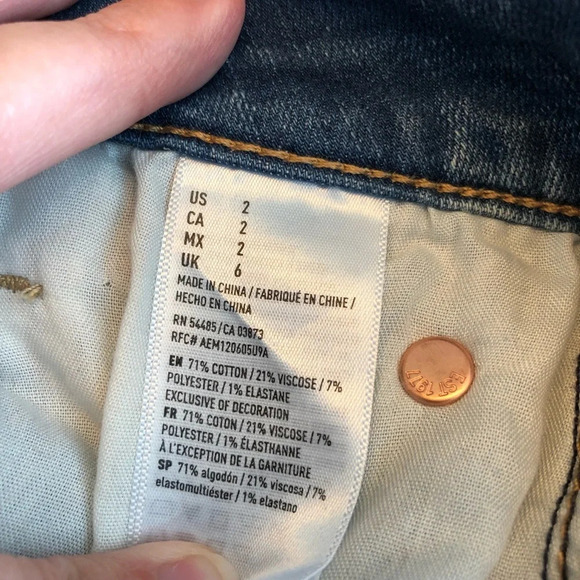 US 2
CA 2
MX 2
UK 6
MADE IN CHINA / FABRIQUÉ EN CHINE /
HECHO EN CHINA
RN 54485 / CA 03873
RFC# AEM120605U9A
EN 71% COTTON / 21% VISCOSE / 7%
POLYESTER / 1% ELASTANE
EXCLUSIVE OF DECORATION
FR 71% COTON / 21% VISCOSE / 7%
POLYESTER / 1% ÉLASTHANNE
À L'EXCEPTION DE LA GARNITURE
SP 71% algodón / 21% viscosa / 7%
elastomultiéster / 1% elastano
1977